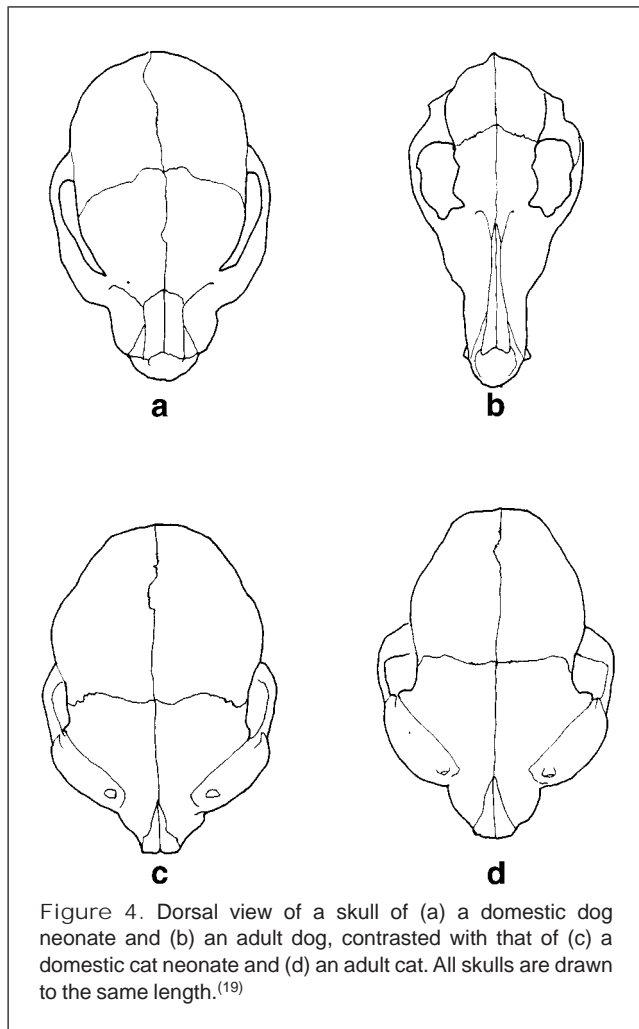 a
b
c
d
Figure 4. Dorsal view of a skull of (a) a domestic dog
neonate and (b) an adult dog, contrasted with that of (c) a
domestic cat neonate and (d) an adult cat. All skulls are drawn
to the same length.(19)